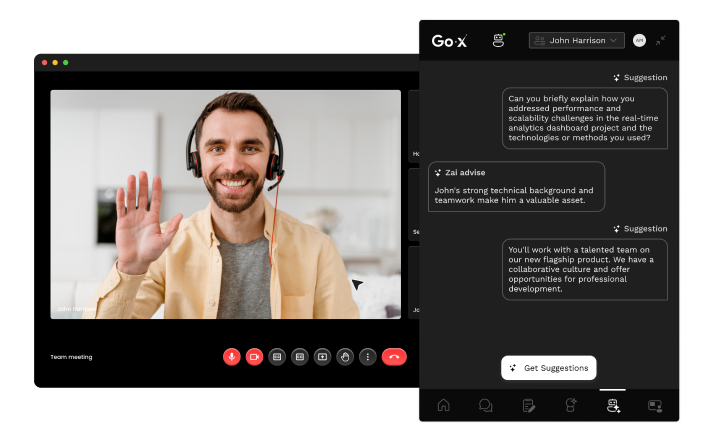 Go·X
John Harrison
AM
Suggestion
Can you briefly explain how you
addressed performance and
scalability challenges in the real-time
analytics dashboard project and the
technologies or methods you used?
Zai advise
John's strong technical background and
teamwork make him a valuable asset.
Suggestion
You'll work with a talented team on
our new flagship product. We have a
collaborative culture and offer
opportunities for professional
development.
Get Suggestions
John Harrison
Ho
Se
Jo
Team meeting